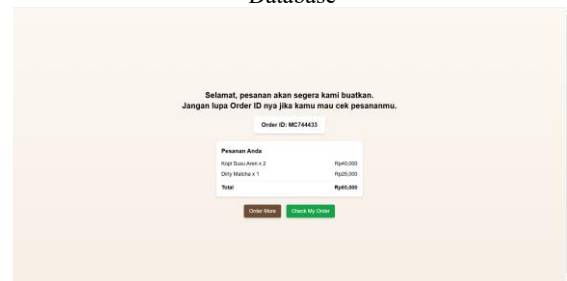 Database
Selamat, pesanan akan segera kami buatkan.
Jangan lupa Order ID nya jika kamu mau cek pesananmu.
Order ID: MC744433
Pesanan Anda
Kopi Susu Aren x 2 Rp40,000
Dirty Matcha x 1 Rp25,000
Total Rp65,000
Order More Check My Order